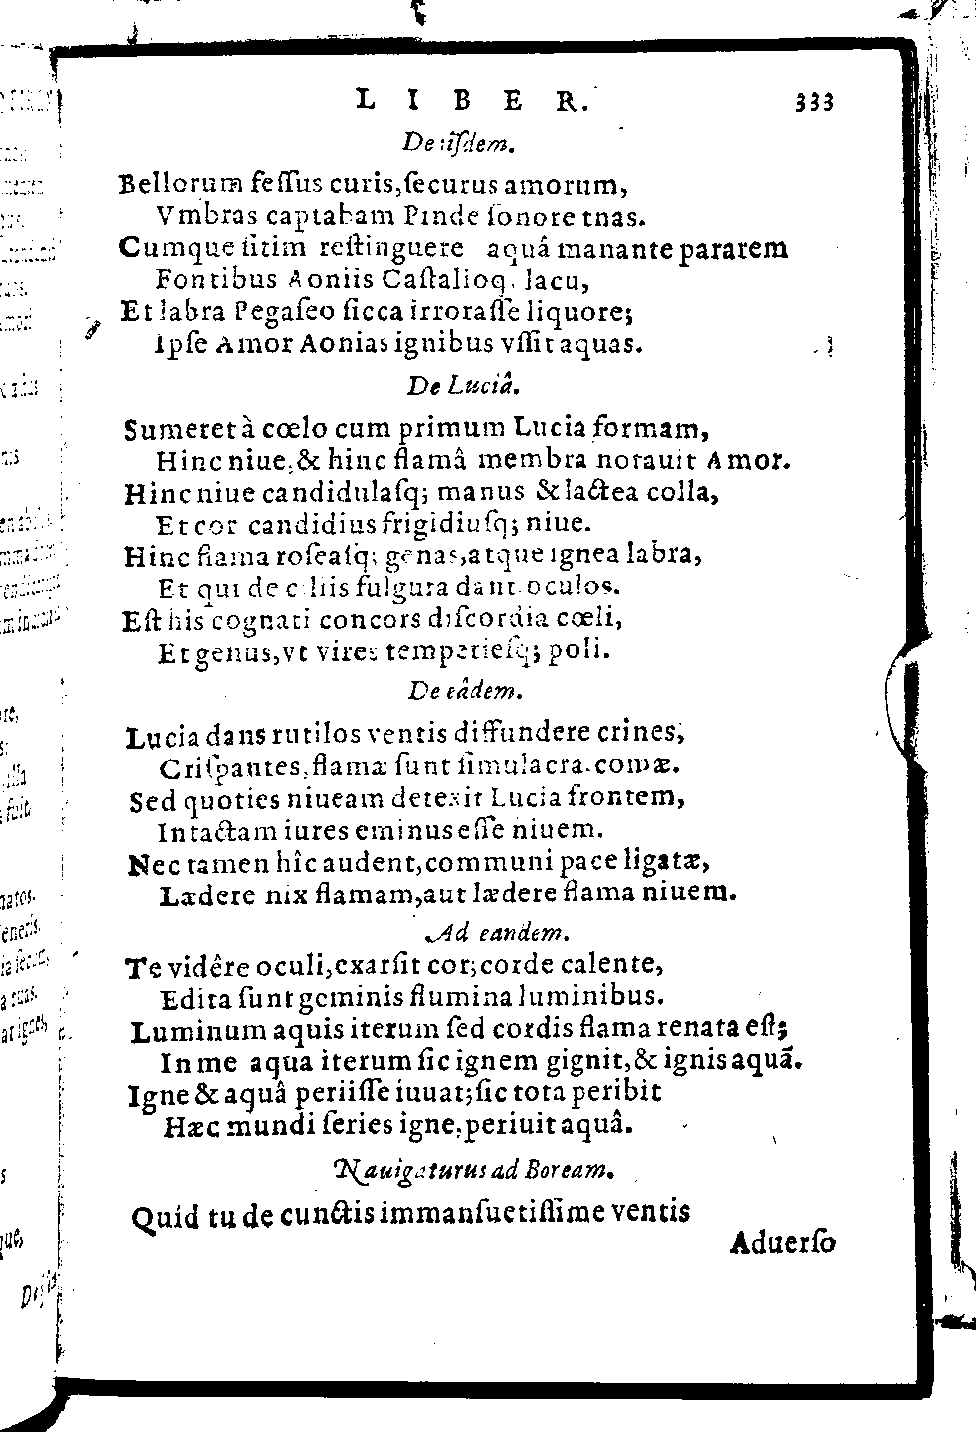 LIBER. 333
De iisdem.
Bellorum feſſus curis,ſecurus amorum,
Vmbras captabam Pinde ſonore tuas.
Cumque ſitim reſtinguere aquâ manante pararem
Fontibus Aoniis Caſtalioq; lacu,
Et labra Pegaſeo ſicca irroraſſe liquore;
Ipſe Amor Aonias ignibus vſſit aquas.
De Luciâ.
Sumeret à cœlo cum primum Lucia formam,
Hinc niue,& hinc flamâ membra notauit Amor.
Hinc niue candidulaſq; manus & lactea colla,
Et cor candidius frigidiuſq; niue.
Hinc flama roſeaſq; genas,atque ignea labra,
Et qui de ciliis fulgura dant oculos.
Eſt his cognati concors diſcordia cœli,
Et genus,vt vires temperieſq; poli.
De eâdem.
Lucia dans rutilos ventis diffundere crines,
Criſpantes,flamæ ſunt ſimulacra comæ.
Sed quoties niueam detexit Lucia frontem,
Intactam iures eminus eſſe niuem.
Nec tamen hîc audent,communi pace ligatæ,
Lædere nix flamam,aut lædere flama niuem.
Ad eandem.
Te vidêre oculi,exarſit cor;corde calente,
Edita ſunt geminis flumina luminibus.
Luminum aquis iterum ſed cordis flama renata eſt;
In me aqua iterum ſic ignem gignit,& ignis aquã.
Igne & aquâ periiſſe iuuat;ſic tota peribit
Hæc mundi ſeries igne,periuit aquâ.
Nauigaturus ad Boream.
Quid tu de cunctis immanſuetiſſime ventis
Aduerſo